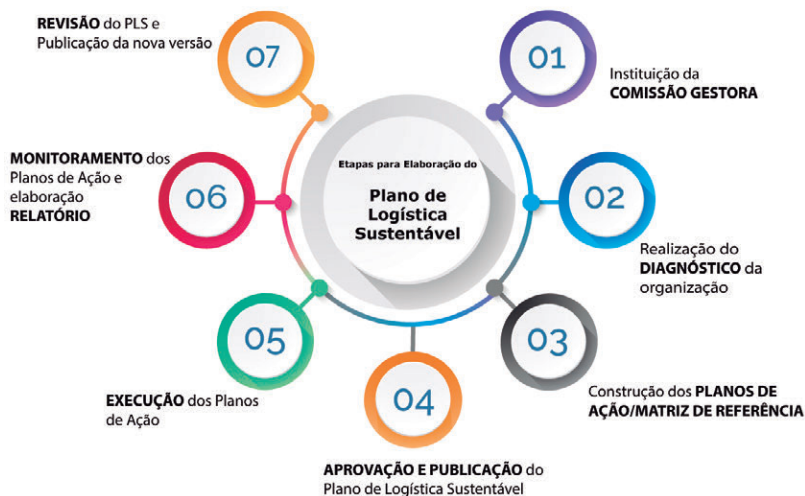 Etapas para Elaboração do
Plano de
Logística
Sustentável
01
Instituição da
COMISSÃO GESTORA
02
Realização do
DIAGNÓSTICO da
organização
03
Construção dos PLANOS DE
AÇÃO/MATRIZ DE REFERÊNCIA
04
APROVAÇÃO E PUBLICAÇÃO do
Plano de Logística Sustentável
05
EXECUÇÃO dos Planos
de Ação
06
MONITORAMENTO dos
Planos de Ação e
elaboração
RELATÓRIO
07
REVISÃO do PLS e
Publicação da nova versão